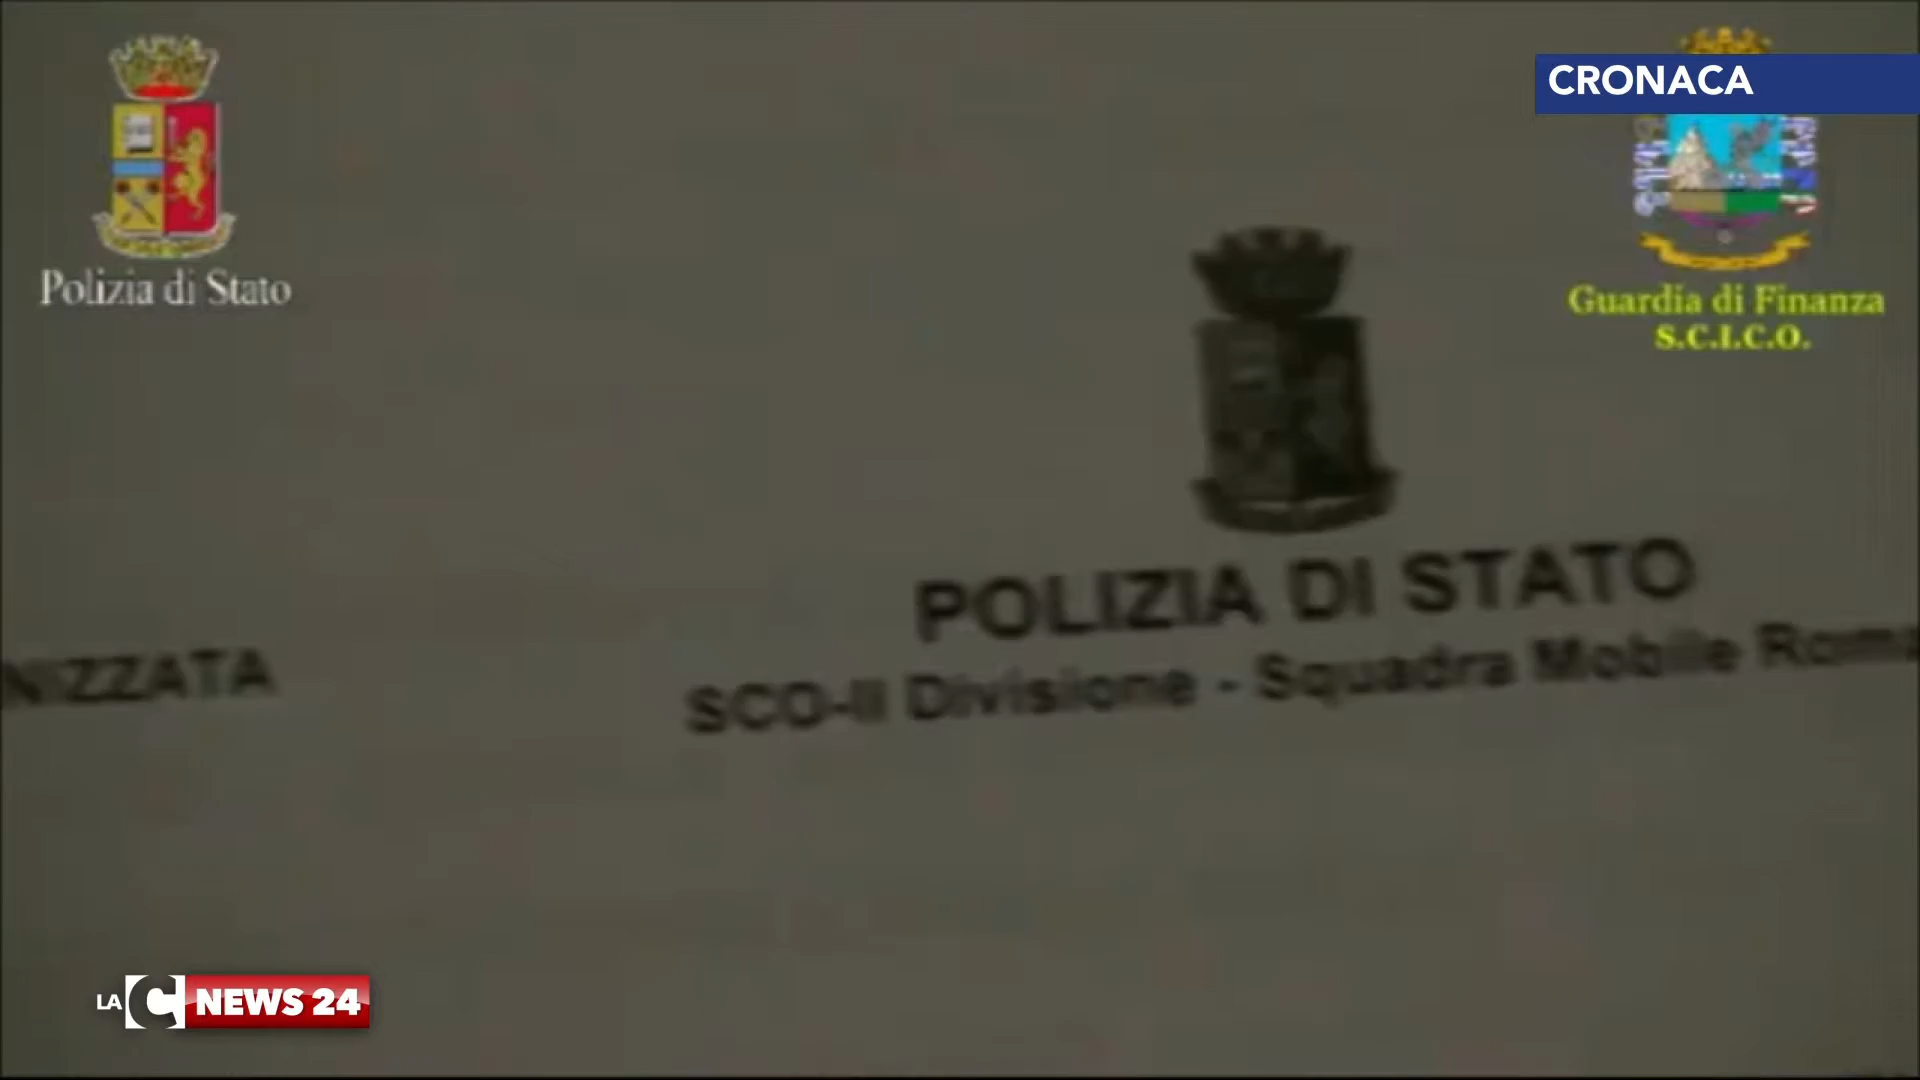 CRONACA
Polizia di Stato
Guardia di Finanza
S.C.I.C.O.
POLIZIA DI STATO
NIZZATA
SCO-II Divisione - Squadra Mobile Roma
LA C NEWS 24